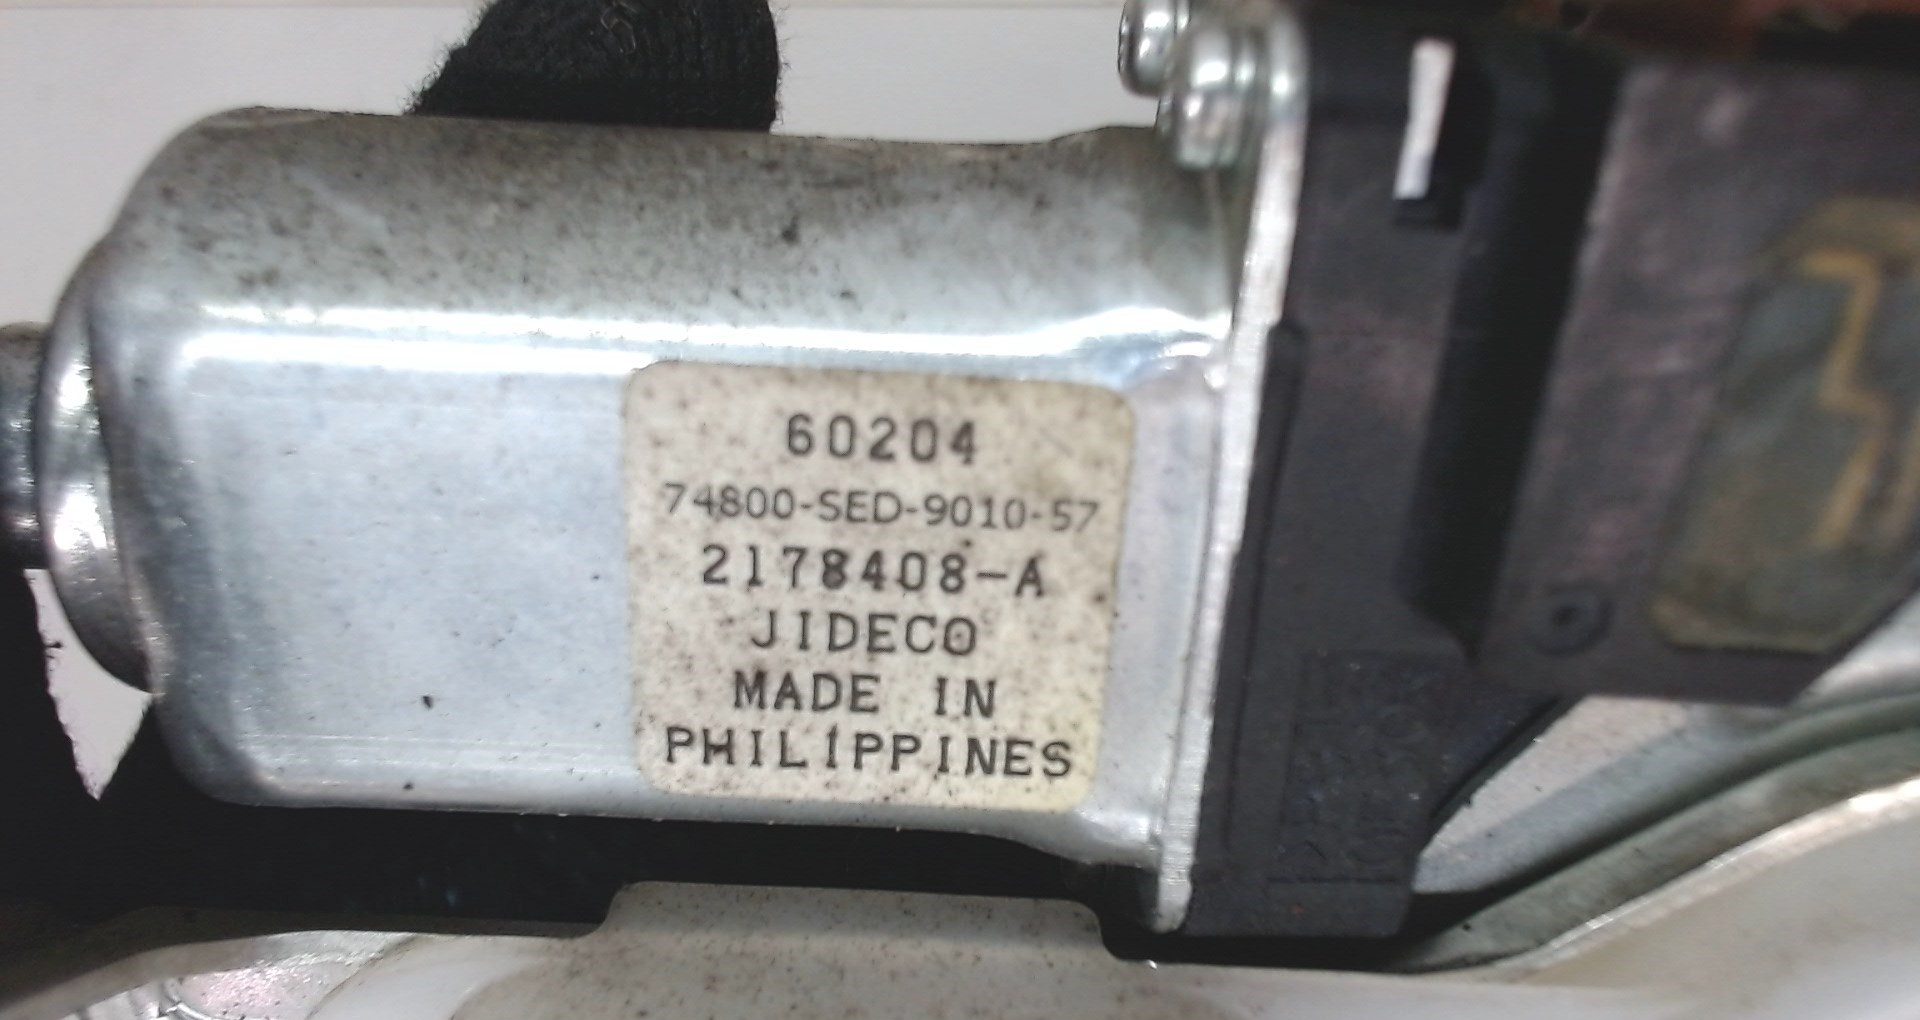 60204
74800-SED-9010-57
2178408-A
JIDECO
MADE IN
PHILIPPINES